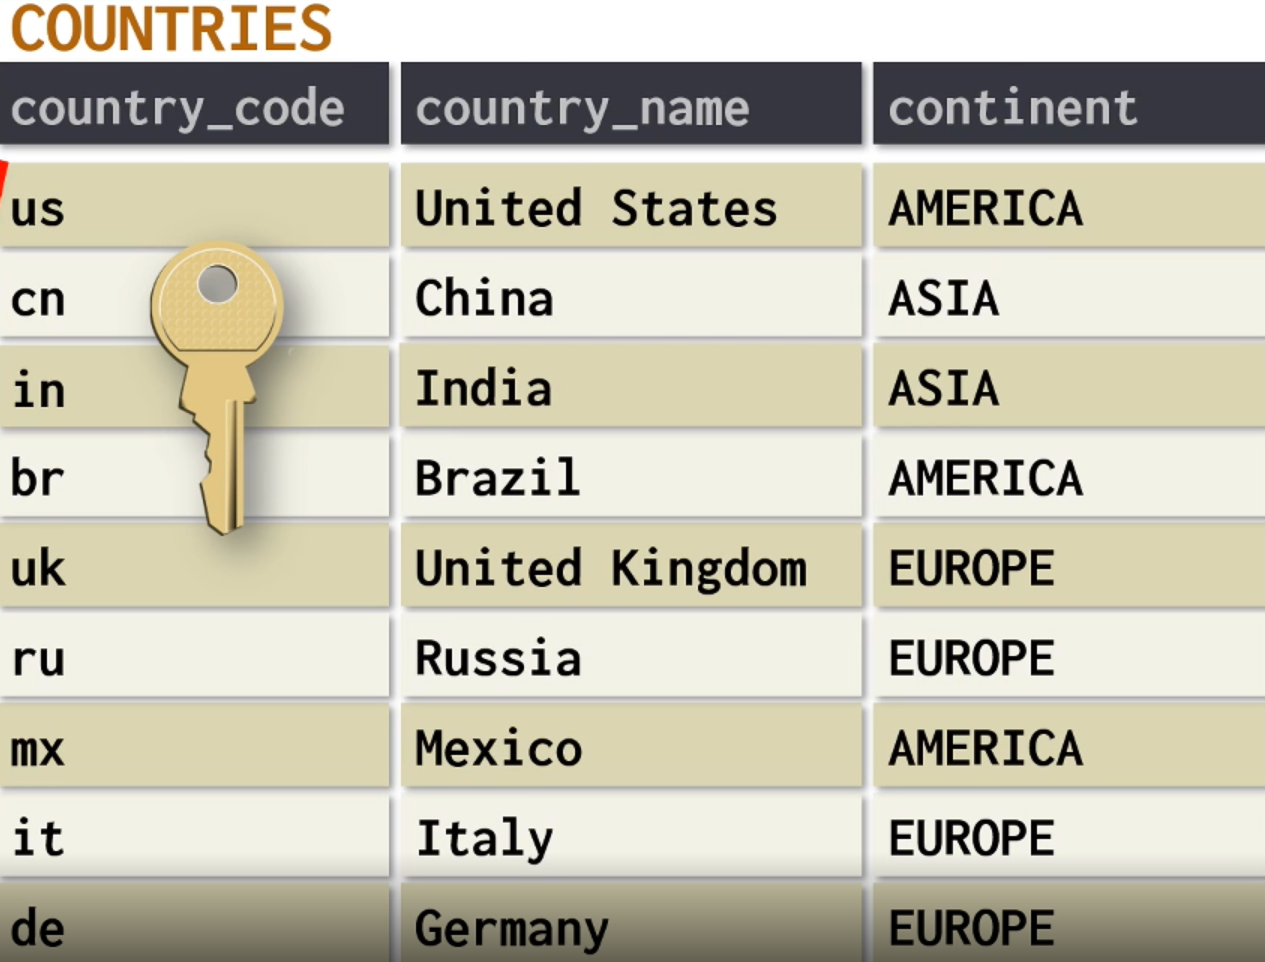 COUNTRIES
country_code country_name continent
us United States AMERICA
cn China ASIA
in India ASIA
br Brazil AMERICA
uk United Kingdom EUROPE
ru Russia EUROPE
mx Mexico AMERICA
it Italy EUROPE
de Germany EUROPE